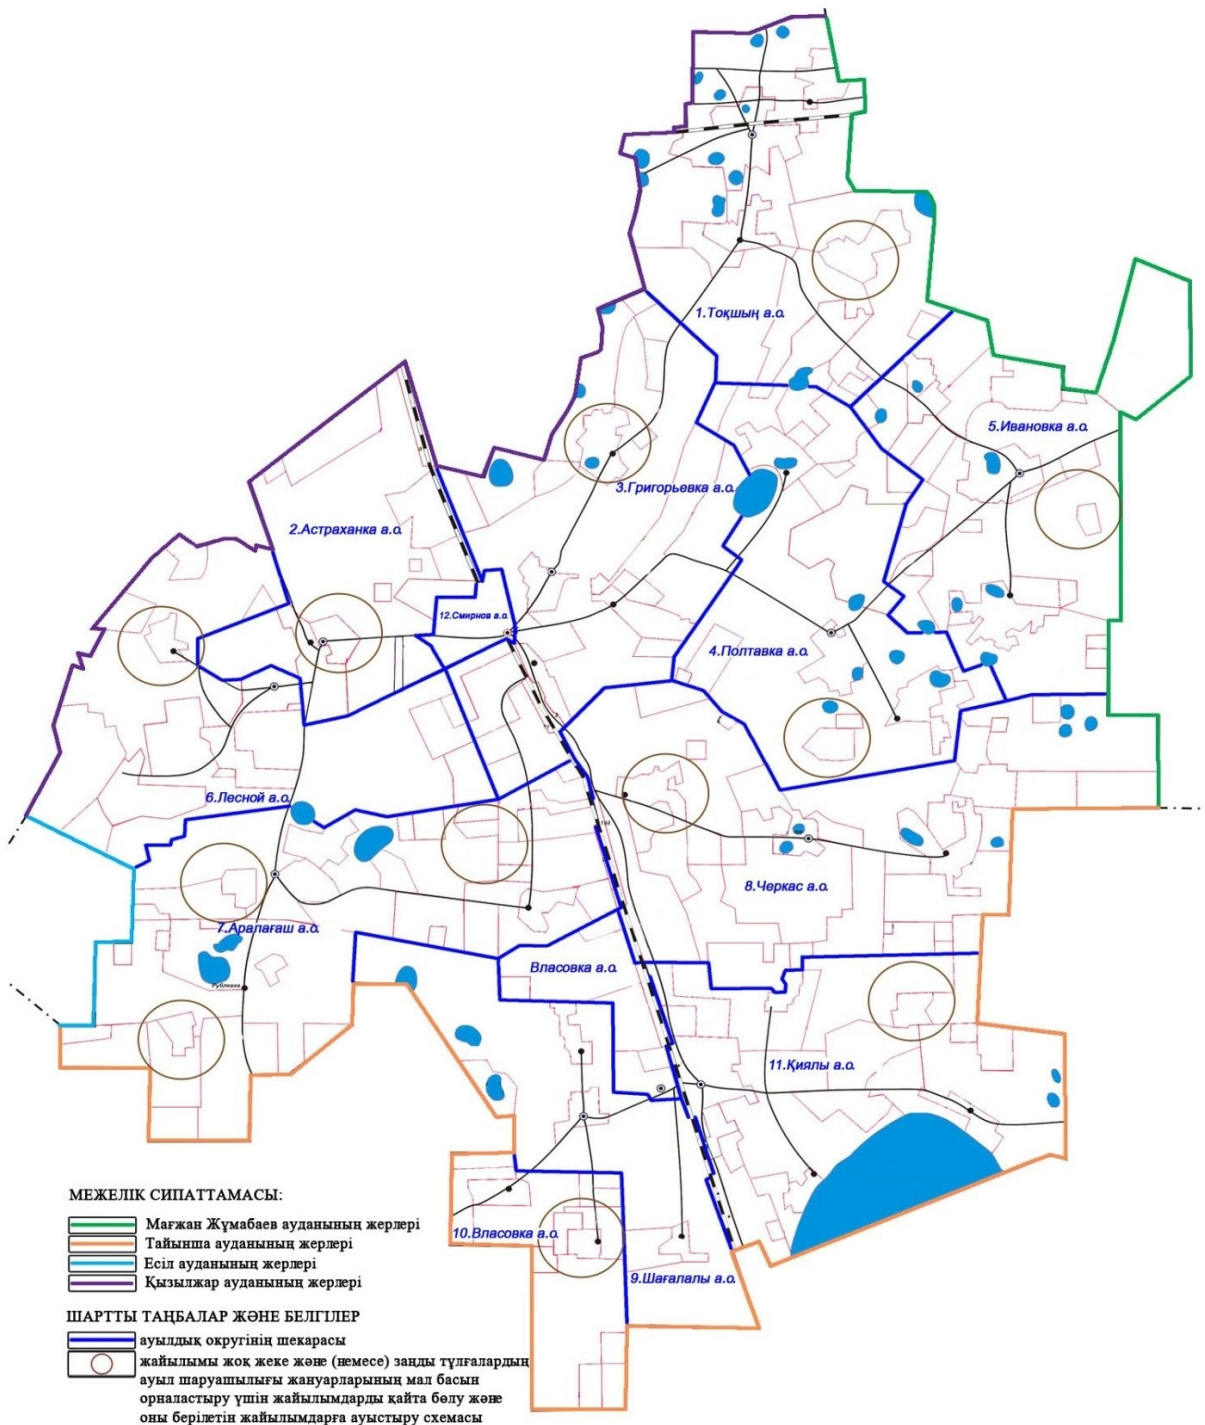 1.Тоқшың а.о.
5.Ивановка а.о.
3.Григорьевка а.о.
2.Астраханка а.о.
12.Смирнов а.о.
4.Полтавка а.о.
6.Лесной а.о.
8.Черкас а.о.
7.Аралағаш а.о.
Власовка а.о.
Рублевка
11.Қиялы а.о.
10.Власовка а.о.
9.Шағалалы а.о.
МЕЖЕЛІК СИПАТТАМАСЫ:
Мағжан Жұмабаев ауданының жерлері
Тайынша ауданының жерлері
Есіл ауданының жерлері
Қызылжар ауданының жерлері
ШАРТТЫ ТАҢБАЛАР ЖӘНЕ БЕЛГІЛЕР
ауылдық округінің шекарасы
жайылымы жоқ жеке және (немесе) заңды тұлғалардың
ауыл шаруашылығы жануарларының мал басын
орналастыру үшін жайылымдарды қайта бөлу және
оны берілетін жайылымдарға ауыстыру схемасы